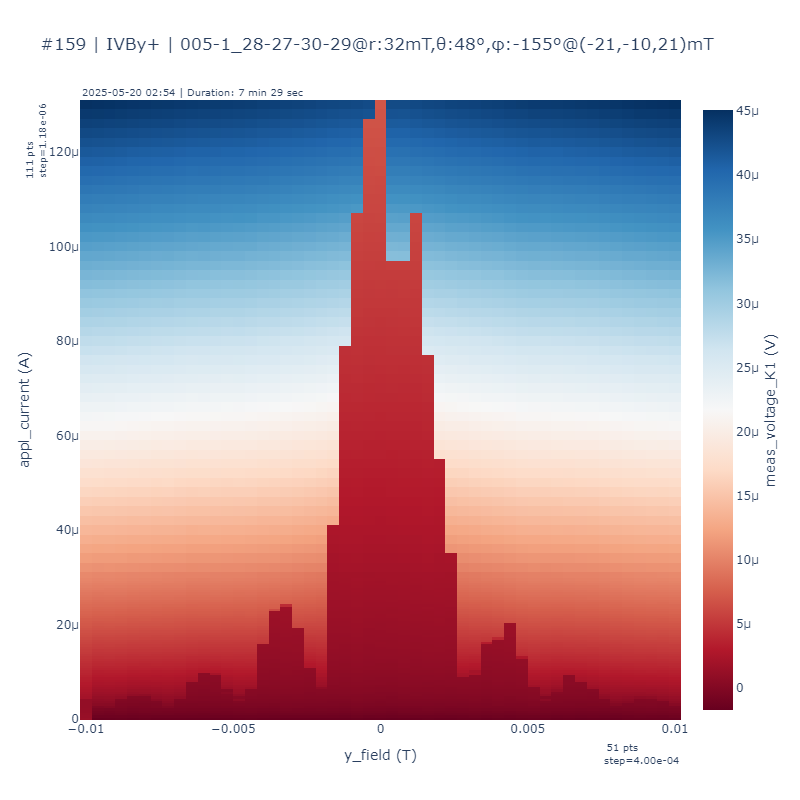 #159 | IVBy+ | 005-1_28-27-30-29@r:32mT,θ:48°,φ:-155°@(-21,-10,21)mT
2025-05-20 02:54 | Duration: 7 min 29 sec
111 pts
step=1.18e-06
appl_current (A)
120μ
100μ
80μ
60μ
40μ
20μ
0
−0.01
−0.005
0
0.005
0.01
y_field (T)
51 pts
step=4.00e-04
45μ
40μ
35μ
30μ
25μ
20μ
15μ
10μ
5μ
0
meas_voltage_K1 (V)